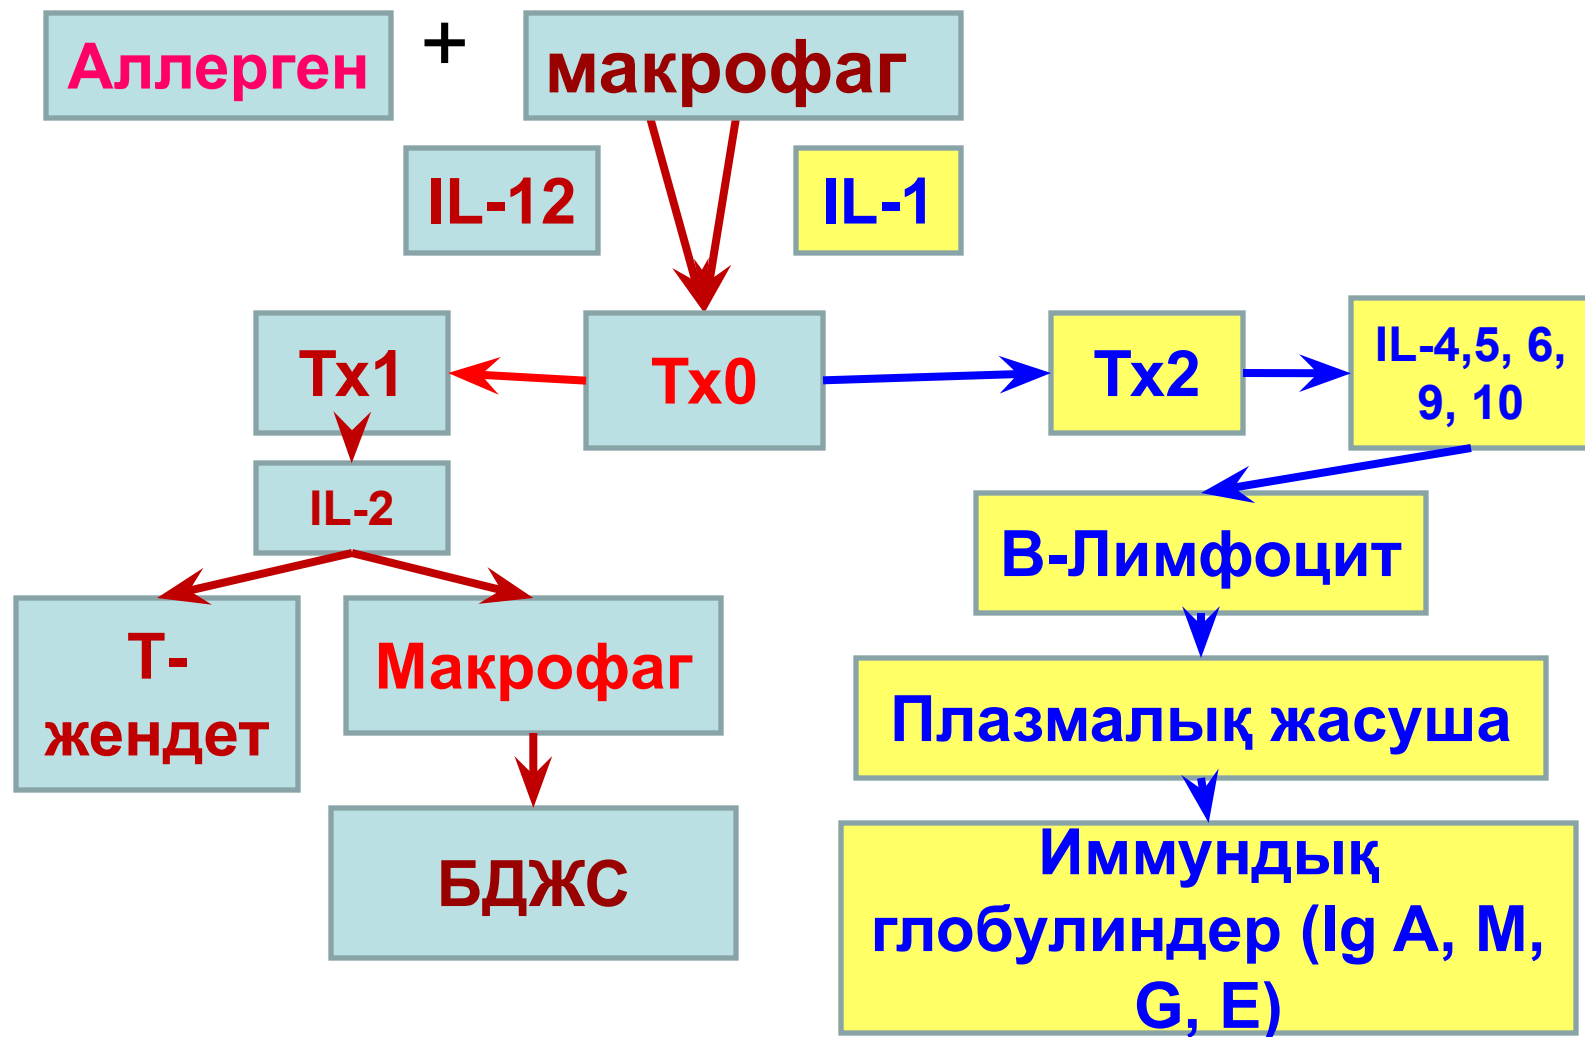 Аллерген
+
макрофаг
IL-12
IL-1
Тх1
Тх0
Тх2
IL-4,5, 6,
9, 10
IL-2
В-Лимфоцит
Т-
жендет
Макрофаг
Плазмалық жасуша
БДЖС
Иммундық
глобулиндер (Ig A, M,
G, E)